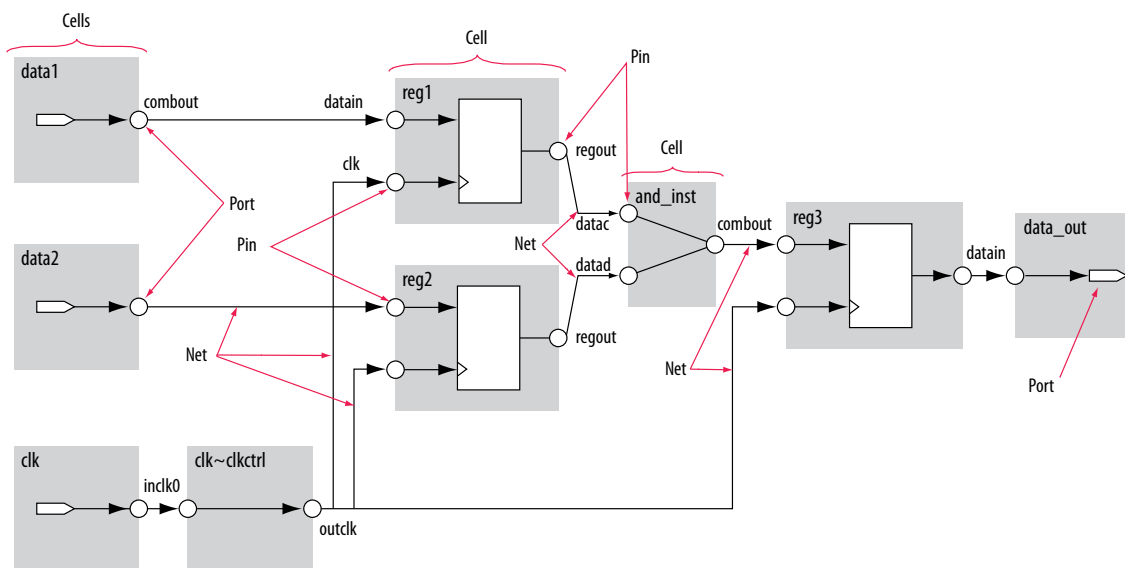 Cells
Cell
Pin
data1
combout
datain
reg1
regout
clk
Cell
and_inst
Port
Pin
Net
datac
combout
reg3
data_out
data2
reg2
datad
datain
regout
Net
Net
Port
clk
inclk0
clk~clkctrl
outclk